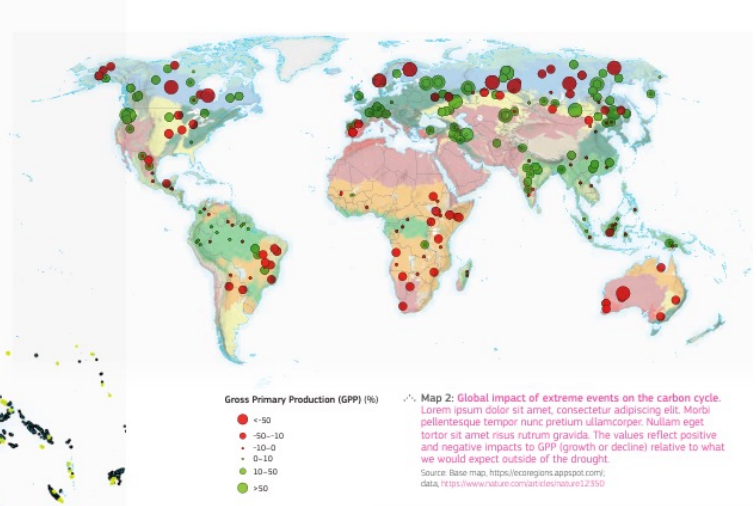 Gross Primary Production (GPP) (%)
<-50
-50--10
-10-0
0-10
10-50
>50
Map 2: Global impact of extreme events on the carbon cycle.
Lorem ipsum dolor sit amet, consectetur adipiscing elit. Morbi
pellentesque tempor nunc pretium ullamcorper. Nullam eget
tortor sit amet risus rutrum gravida. The values reflect positive
and negative impacts to GPP (growth or decline) relative to what
we would expect outside of the drought.
Source: Base map, https://ecoregions.appspot.com/;
data, https://www.nature.com/articles/nature12350